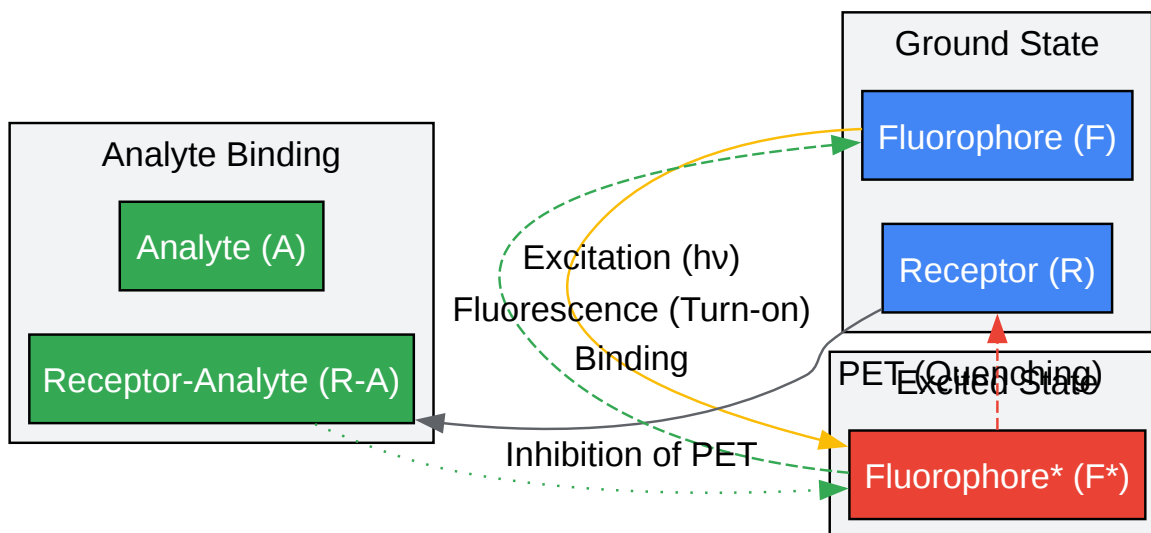 Ground State
Fluorophore (F)
Analyte Binding
Analyte (A)
Excitation (hν)
Receptor (R)
Fluorescence (Turn-on)
Binding
Receptor-Analyte (R-A)
PET (Quenching)
Excited State
Inhibition of PET
Fluorophore* (F*)